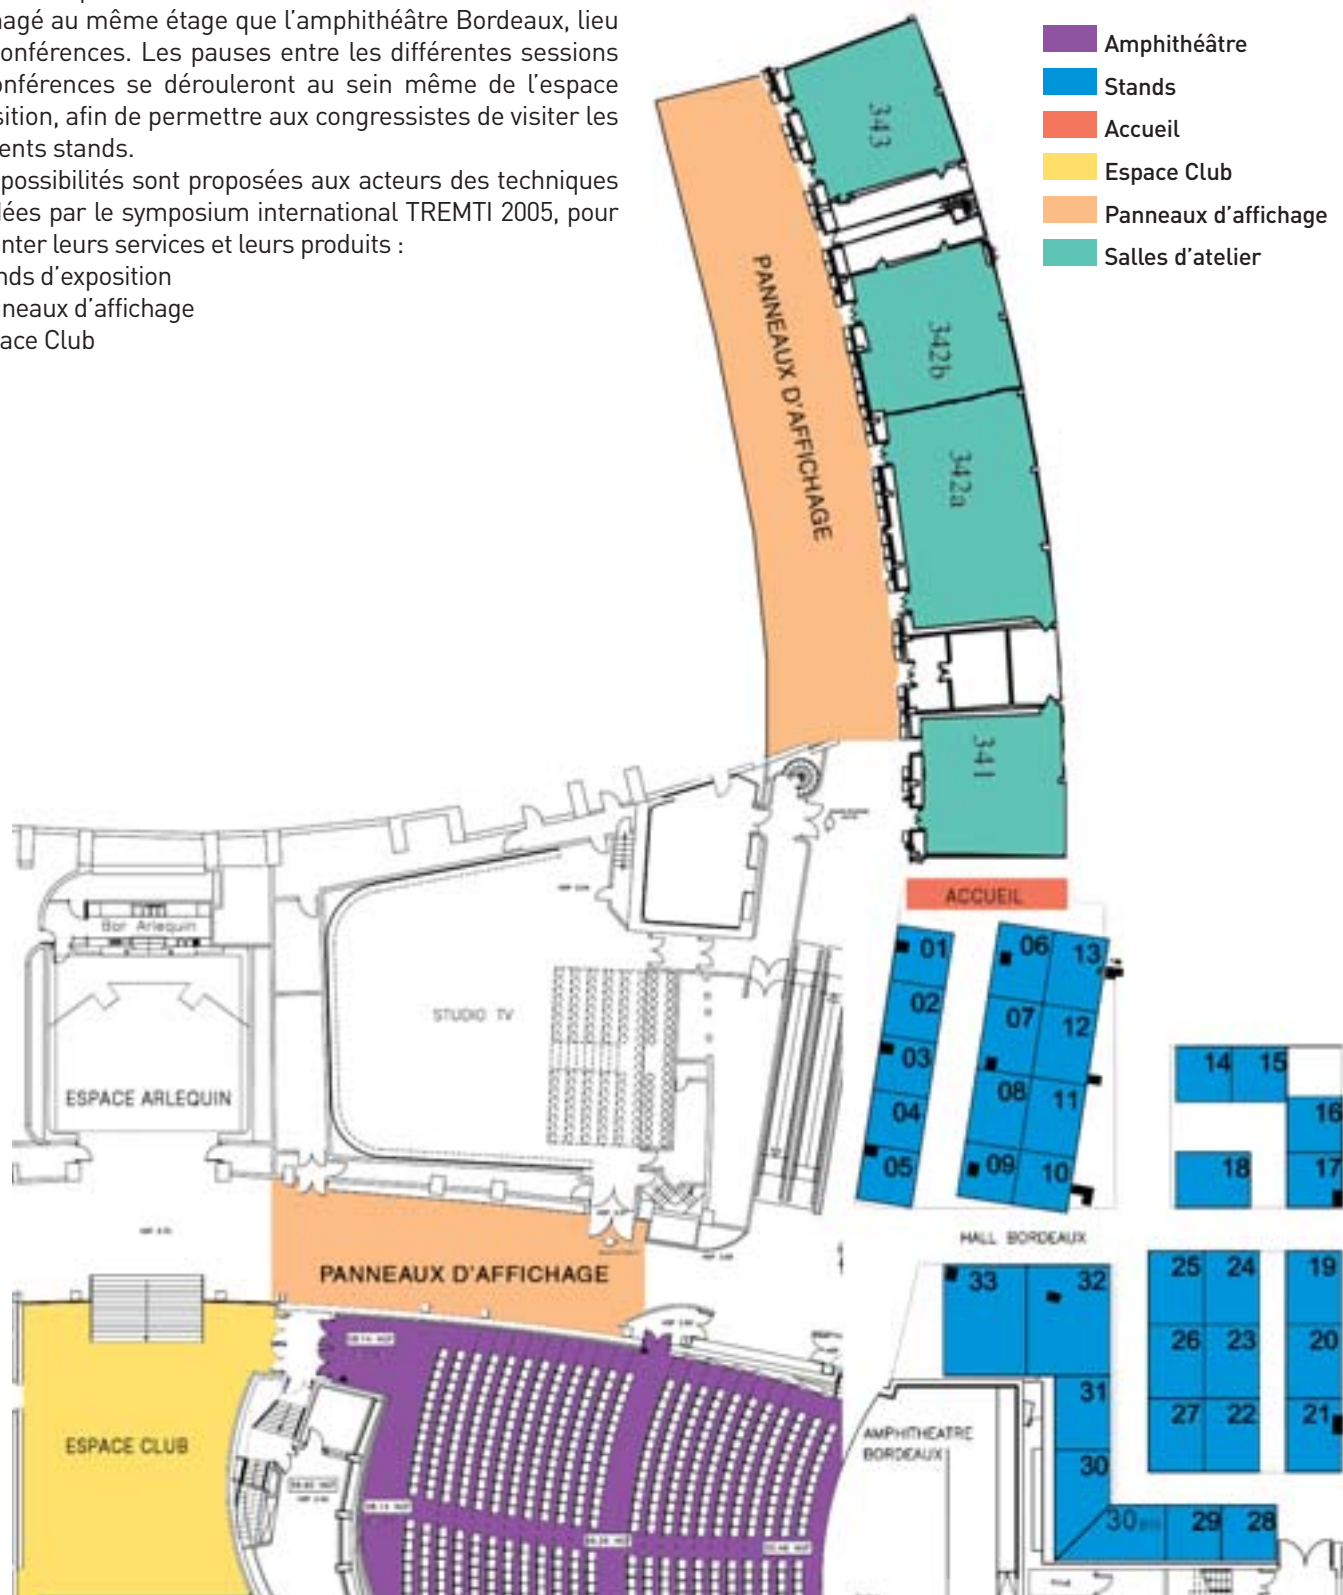 nagé au même étage que l’amphithéâtre Bordeaux, lieu
onférences. Les pauses entre les différentes sessions
onférences se dérouleront au sein même de l’espace
sition, afin de permettre aux congressistes de visiter les
ents stands.
possibilités sont proposées aux acteurs des techniques
lées par le symposium international TREMTI 2005, pour
nter leurs services et leurs produits :
nds d’exposition
nneaux d’affichage
ace Club
Amphithéâtre
Stands
Accueil
Espace Club
Panneaux d’affichage
Salles d’atelier
343
PANNEAUX D’AFFICHAGE
342b
342a
341
ACCUEIL
Bar Arlequin
STUDIO TV
ESPACE ARLEQUIN
01
06
13
02
07
12
03
08
11
04
05
09
10
14
15
16
18
17
HALL BORDEAUX
PANNEAUX D’AFFICHAGE
33
32
25
24
19
26
23
20
31
27
22
21
ESPACE CLUB
AMPHITHEATRE
BORDEAUX
30
30
29
28